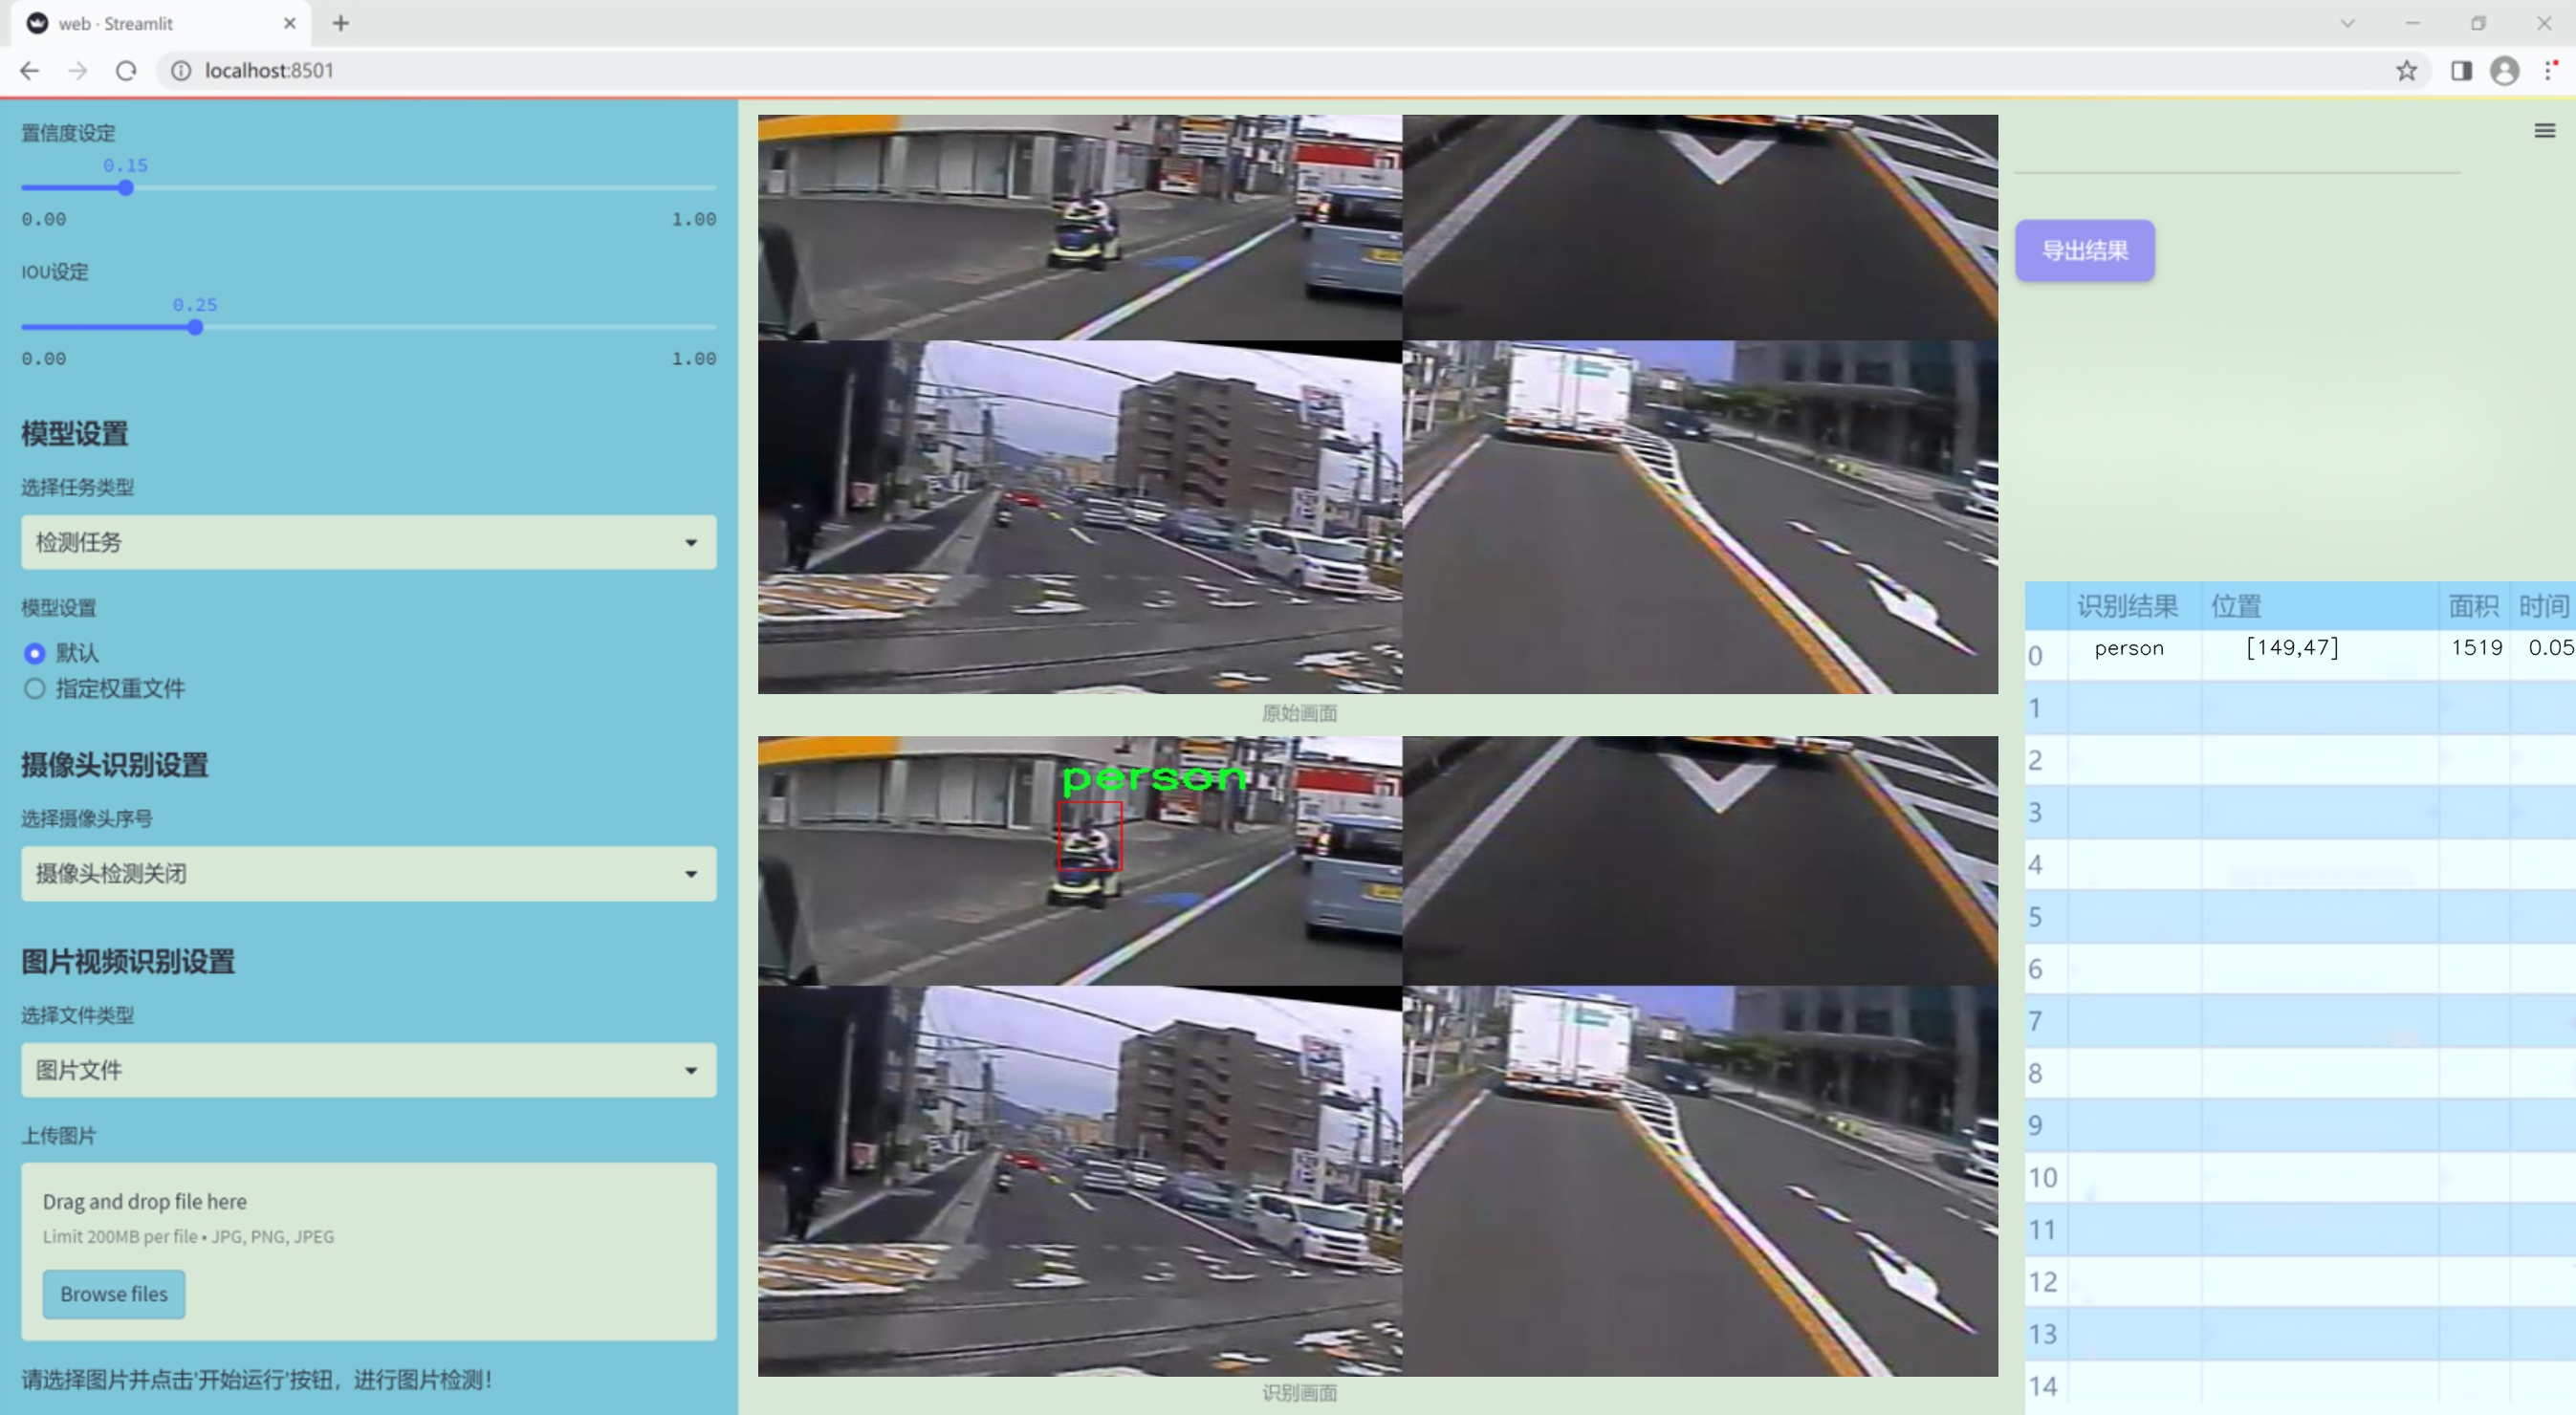 web · Streamlit
localhost:8501
置信度设定
0.15
0.00 1.00
IOU设定
0.25
0.00 1.00
模型设置
选择任务类型
检测任务
模型设置
默认
指定权重文件
摄像头识别设置
选择摄像头序号
摄像头检测关闭
图片视频识别设置
选择文件类型
图片文件
上传图片
Drag and drop file here
Limit 200MB per file • JPG, PNG, JPEG
Browse files
请选择图片并点击'开始运行'按钮，进行图片检测！
原始画面
person
识别画面
导出结果
识别结果 位置 面积 时间
0 person [149,47] 1519 0.05
1
2
3
4
5
6
7
8
9
10
11
12
13
14